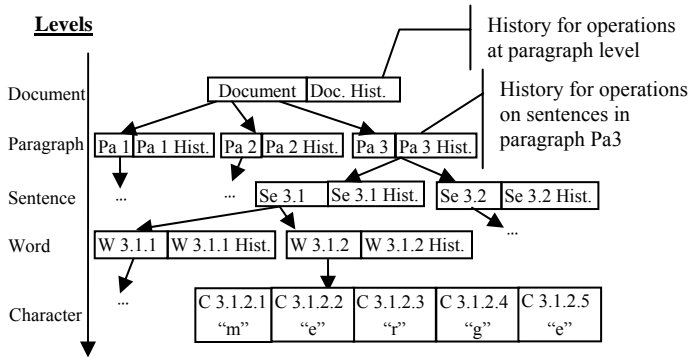 Levels
History for operations
at paragraph level
Document
Document Doc. Hist.
History for operations
on sentences in
paragraph Pa3
Paragraph
Pa 1 Pa 1 Hist. Pa 2 Pa 2 Hist. Pa 3 Pa 3 Hist.
... ...
Sentence
Se 3.1 Se 3.1 Hist. Se 3.2 Se 3.2 Hist.
...
Word
W 3.1.1 W 3.1.1 Hist. W 3.1.2 W 3.1.2 Hist.
...
Character
C 3.1.2.1 C 3.1.2.2 C 3.1.2.3 C 3.1.2.4 C 3.1.2.5
“m” “e” “r” “g” “e”